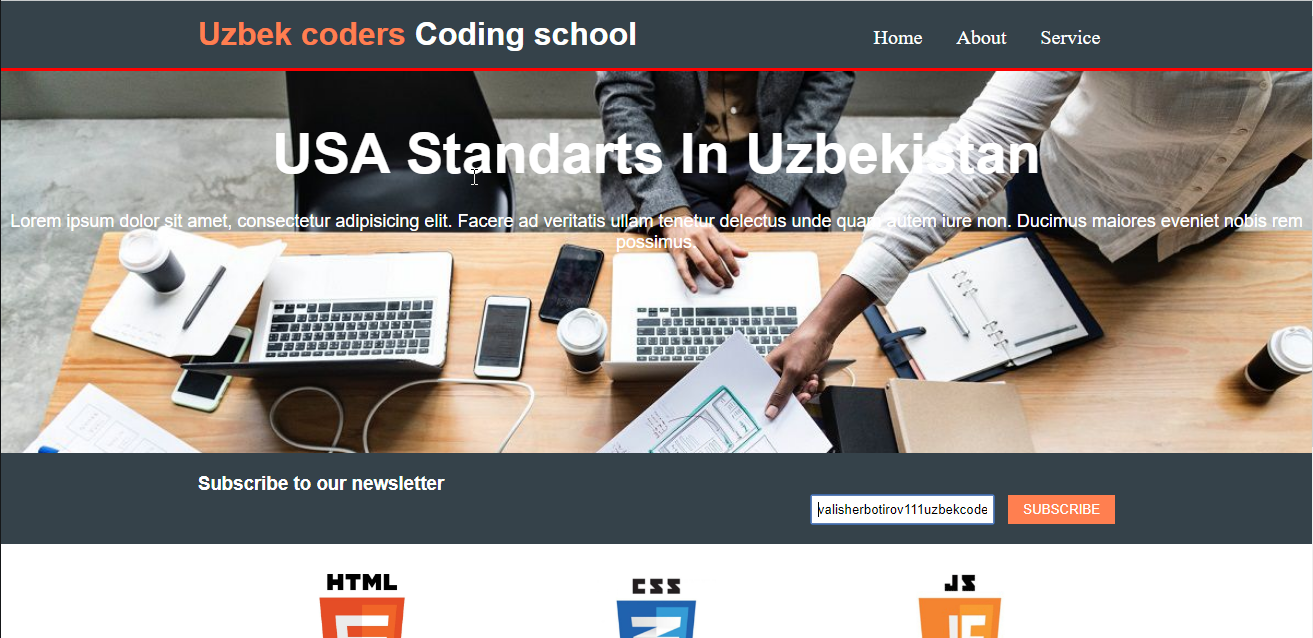 Uzbek coders Coding school
Home About Service
USA Standarts In Uzbekistan
Lorem ipsum dolor sit amet, consectetur adipisicing elit. Facere ad veritatis ullam tenetur delectus unde quam autem iure non. Ducimus maiores eveniet nobis rem
possimus.
Subscribe to our newsletter
valisherbotirov111uzbekcode
SUBSCRIBE
HTML CSS JS